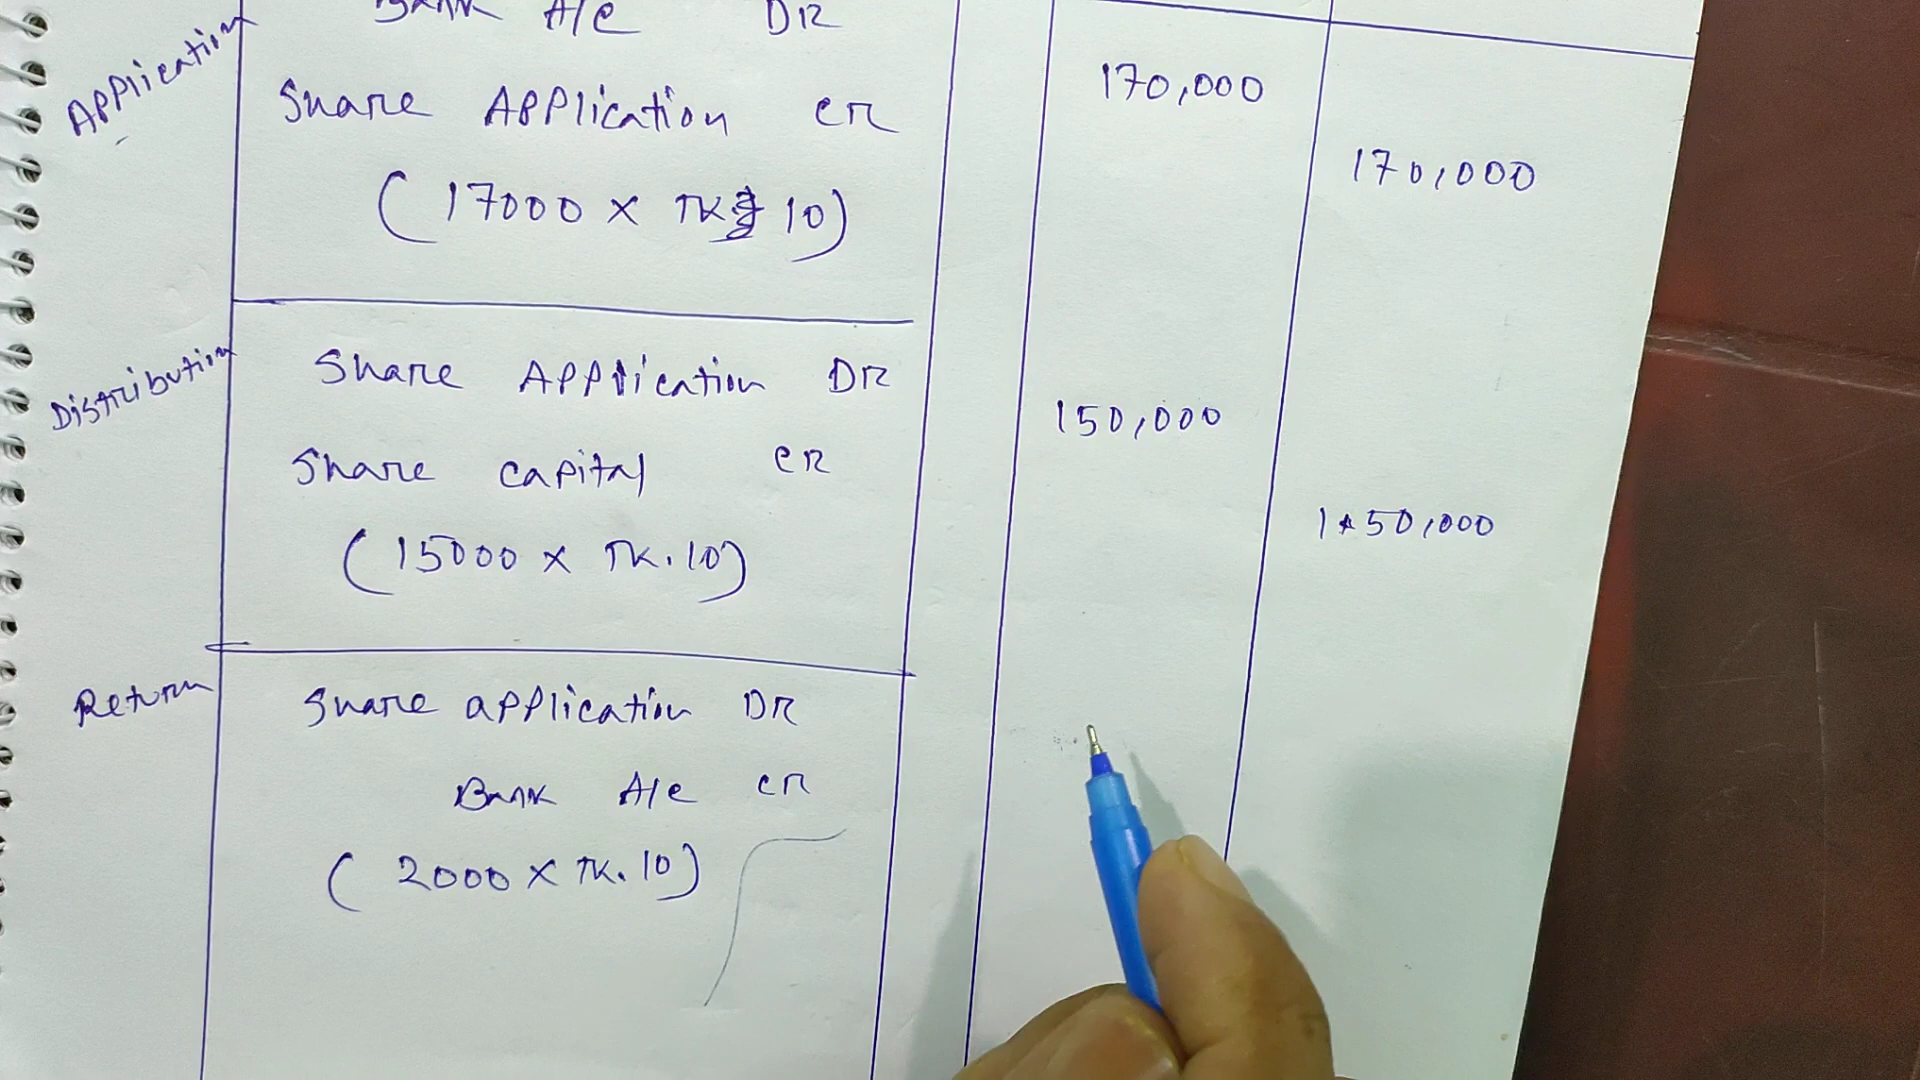 Bank A/c DR
Application
Share Application cr
170,000
170,000
(17000 × TK 10)
Distribution
Share Application DR
150,000
Share capital cr
150,000
(15000 × TK. 10)
Return
Share application DR
Bank A/c cr
(2000 × TK. 10)